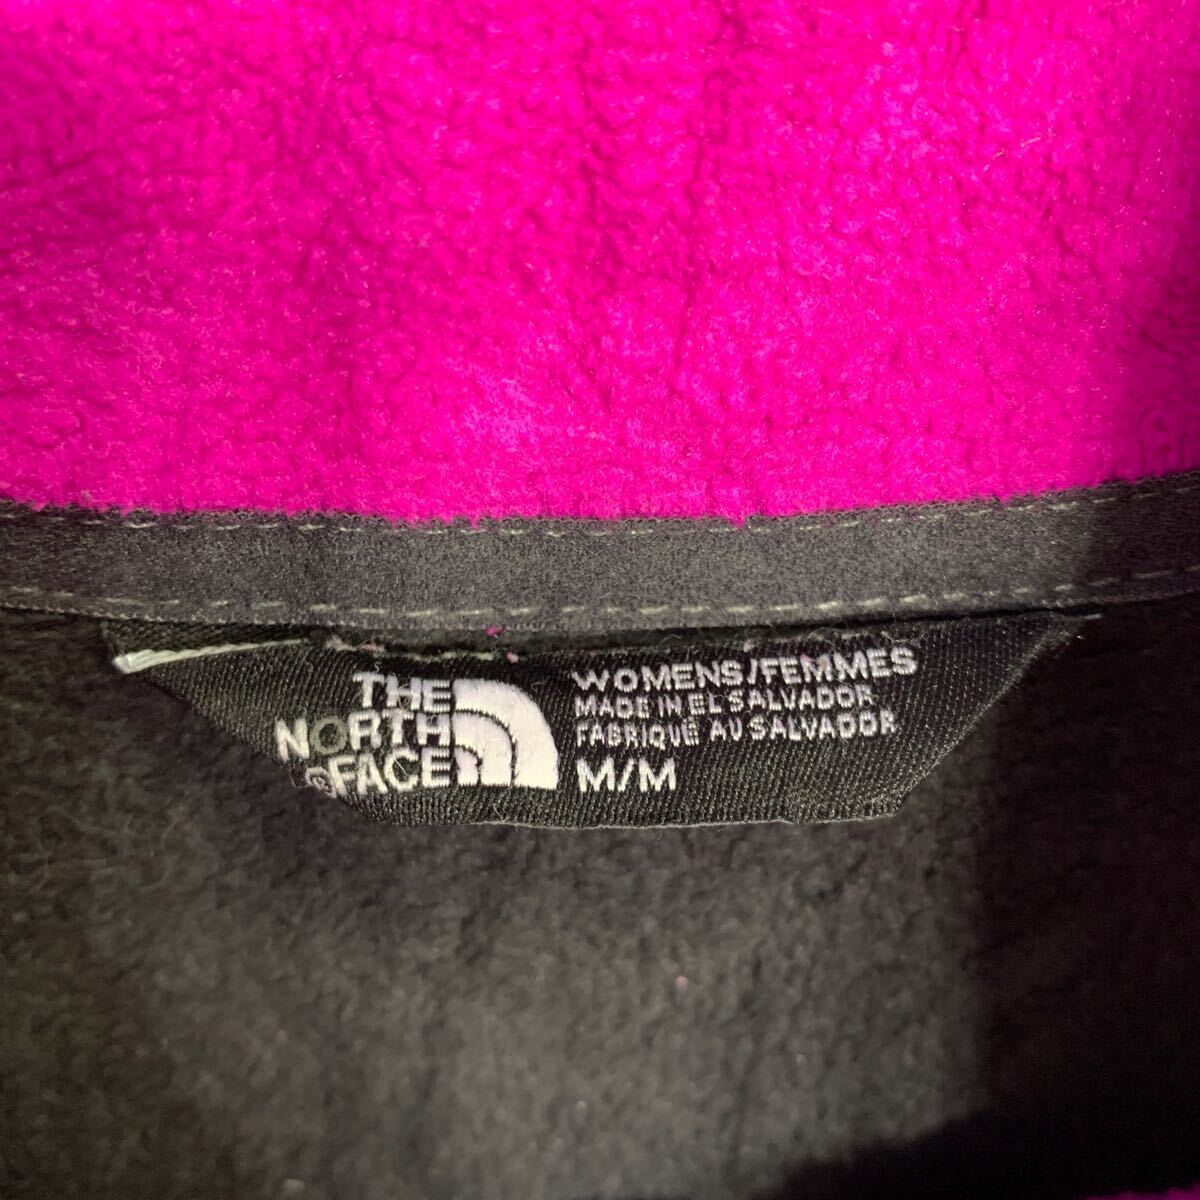 THE
NORTH
FACE
WOMENS/FEMMES
MADE IN EL SALVADOR
FABRIQUÉ AU SALVADOR
M/M